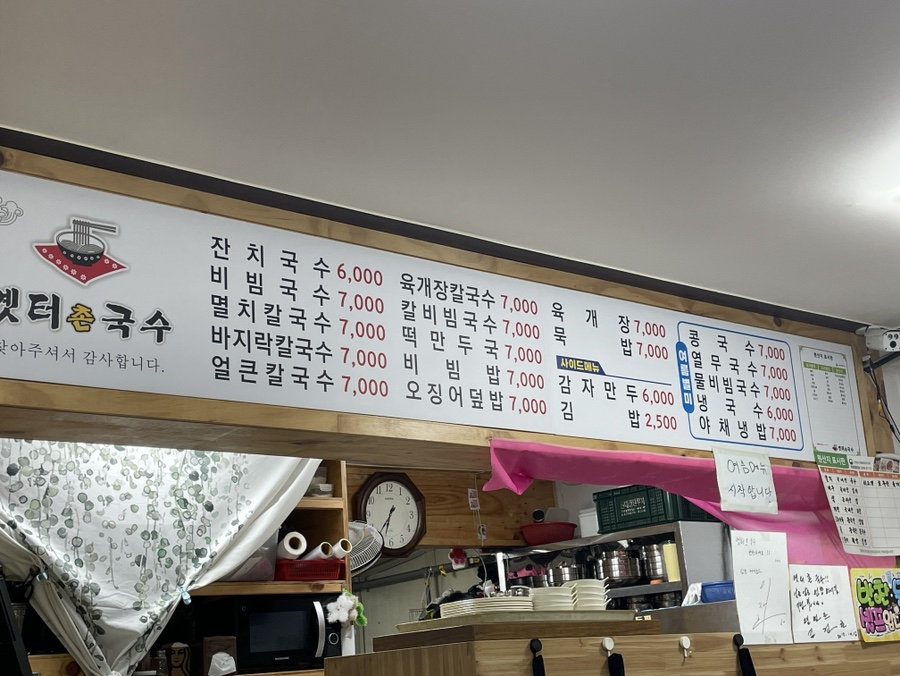 옛터촌국수
찾아주셔서 감사합니다.
잔치국수 6,000
비빔국수 7,000
멸치칼국수 7,000
바지락칼국수 7,000
얼큰칼국수 7,000
육개장칼국수 7,000
칼비빔국수 7,000
떡만두국 7,000
비빔밥 7,000
오징어덮밥 7,000
육개장 7,000
묵밥 7,000
사이드메뉴
감자만두 6,000
김밥 2,500
여름별미
콩국수 7,000
열무국수 7,000
물비빔국수 7,000
냉국수 6,000
야채냉밥 7,000
원산지 표시판
여름메뉴
시작합니다